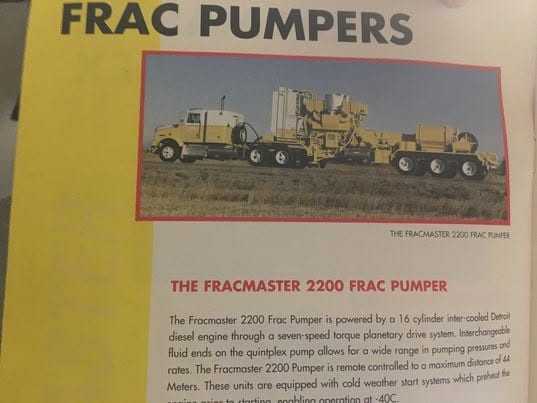 FRAC PUMPERS
THE FRACMASTER 2200 FRAC PUMPER
THE FRACMASTER 2200 FRAC PUMPER
The Fracmaster 2200 Frac Pumper is powered by a 16 cylinder inter-cooled Detroit
diesel engine through a seven-speed torque planetary drive system. Interchangeable
fluid ends on the quintplex pump allows for a wide range in pumping pressures and
rates. The Fracmaster 2200 Pumper is remote controlled to a maximum distance of 44
Meters. These units are equipped with cold weather start systems which preheat the
engine prior to starting, enabling operation at -40C.